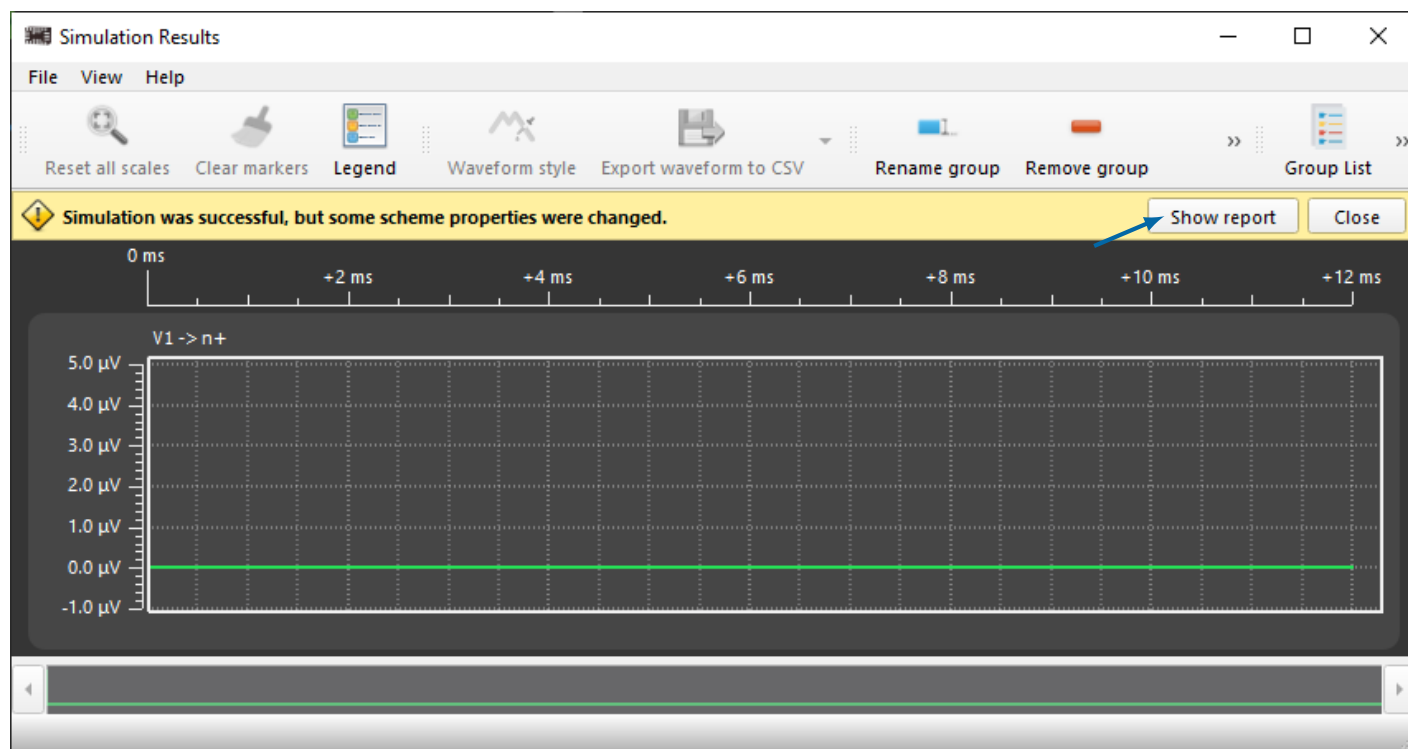 Simulation Results
File View Help
Reset all scales Clear markers Legend Waveform style Export waveform to CSV Rename group Remove group » Group List »
Simulation was successful, but some scheme properties were changed. Show report Close
0 ms
+2 ms +4 ms +6 ms +8 ms +10 ms +12 ms
V1 -> n+
5.0 µV
4.0 µV
3.0 µV
2.0 µV
1.0 µV
0.0 µV
-1.0 µV